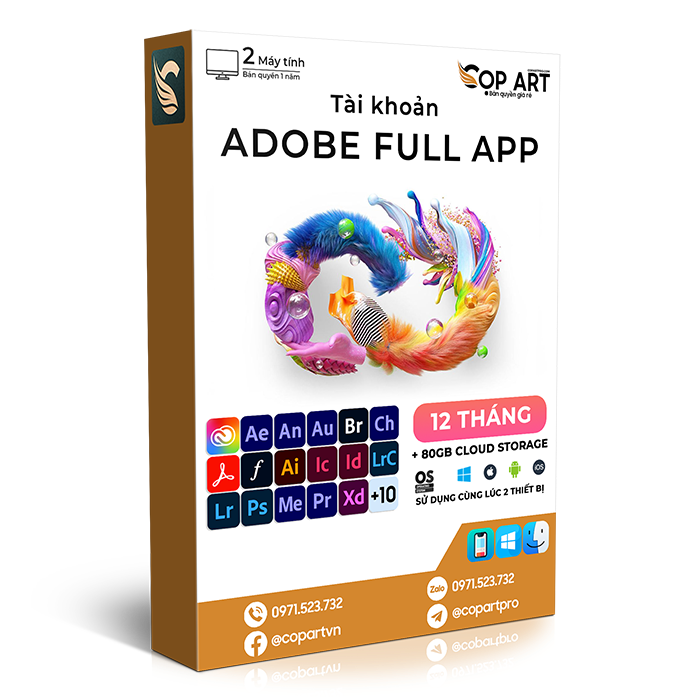 2 Máy tính
Bản quyền 1 năm
COP ART
Bản quyền giá rẻ
Tài khoản
ADOBE FULL APP
12 THÁNG
+ 80GB CLOUD STORAGE
Ae An Au Br Ch
f Ai Ic Id LrC
Lr Ps Me Pr Xd +10
OS
iOS
SỬ DỤNG CÙNG LÚC 2 THIẾT BỊ
0971.523.732
Zalo 0971.523.732
@copartvn
@copartpro